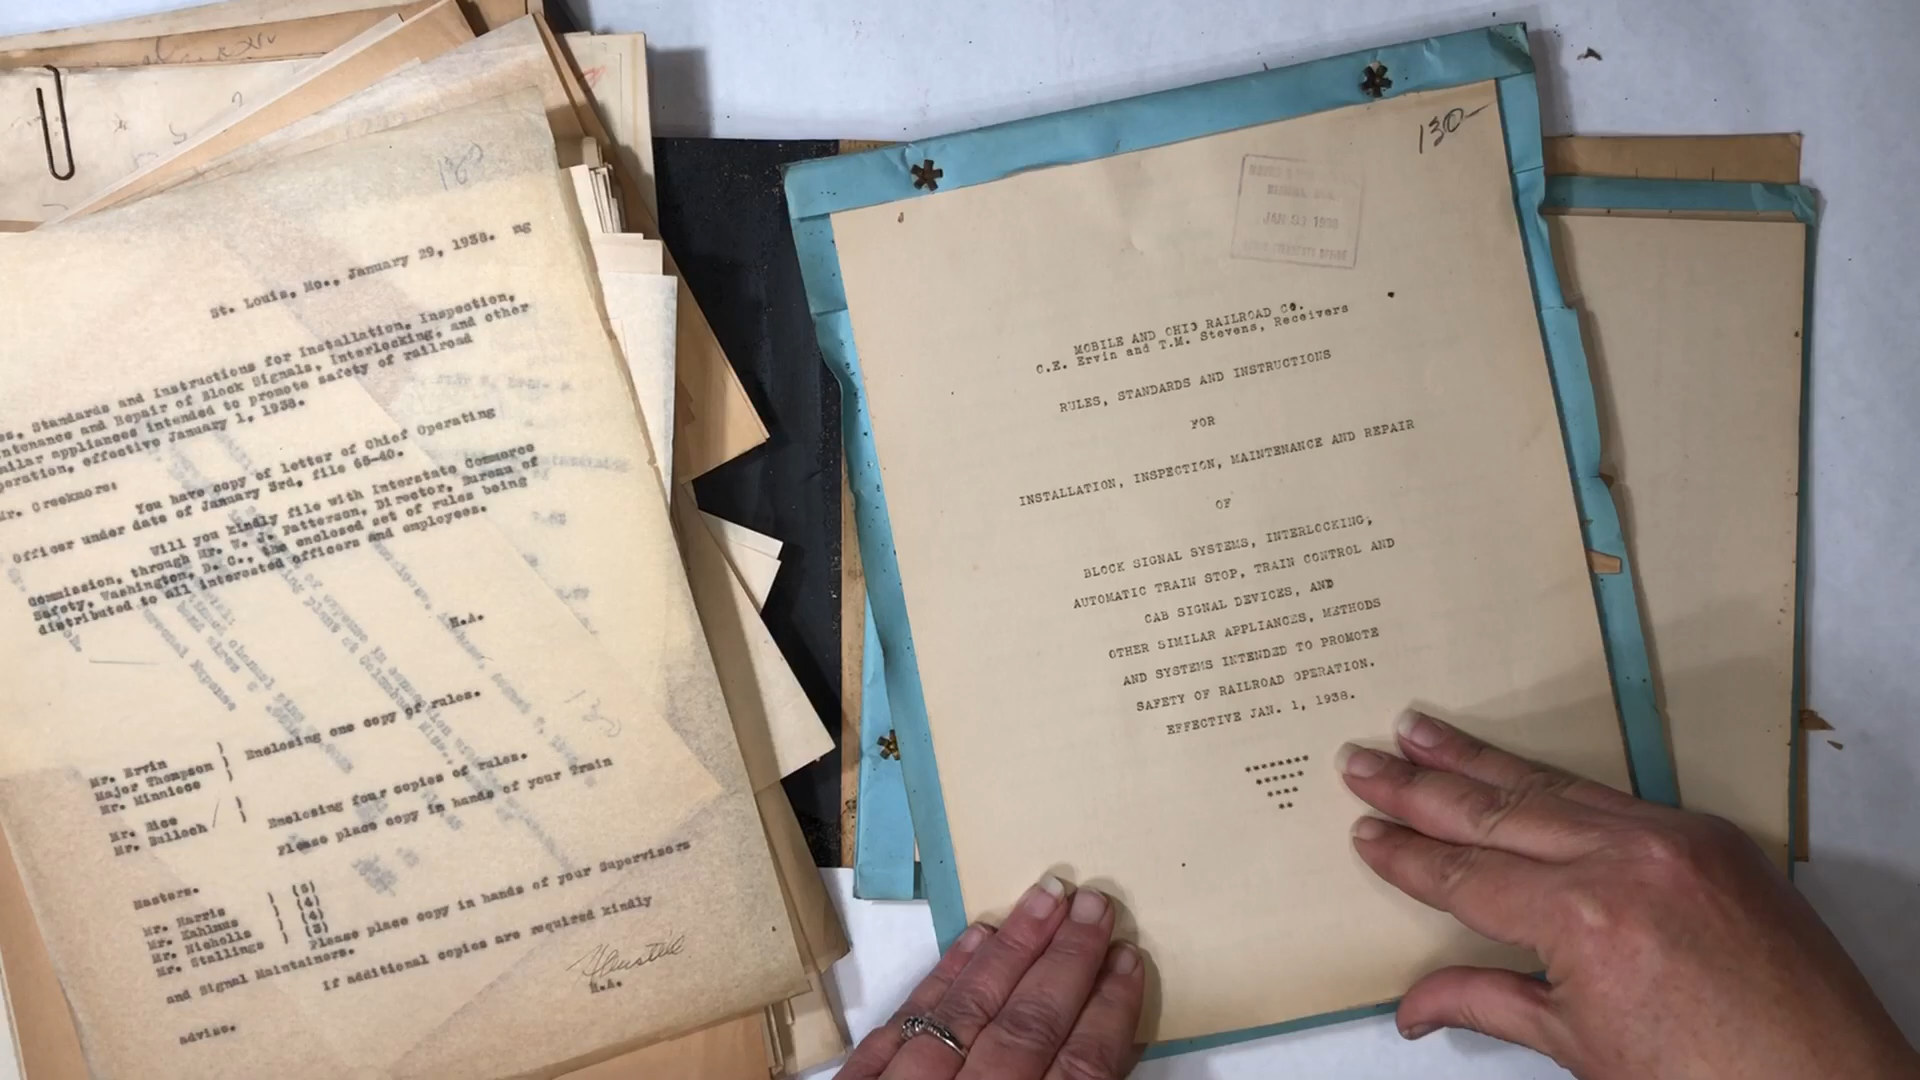 St. Louis, Mo., January 29, 1938. mg
Standards and Instructions for Installation, Inspection,
and Repair of Block Signals, Interlocking, and other
appliances intended to promote safety of railroad
effective January 1, 1938.
Mr. Creekmore:
You have copy of letter of Chief Operating
Officer under date of January 3rd, file 65-40.
Will you kindly file with Interstate Commerce
Commission, through Mr. W. J. Patterson, Director, Bureau of
Safety, Washington, D. C., the enclosed set of rules being
distributed to all interested officers and employees.
H.A.
130
Mr. Ervin
Major Thompson
Mr. Minniece
} Enclosing one copy of rules.
Mr. Rice
Mr. Bulloch
} Enclosing four copies of rules.
Please place copy in hands of your Train
Masters.
Mr. Harris (5)
Mr. Kahlmus (4)
Mr. Nicholls (4)
Mr. Stallings (3)
Please place copy in hands of your Supervisors
and Signal Maintainers.
If additional copies are required kindly
advise.
H.A.
130
JAN 31 1938
MOBILE AND OHIO RAILROAD CO.
C.E. Ervin and T.M. Stevens, Receivers
RULES, STANDARDS AND INSTRUCTIONS
FOR
INSTALLATION, INSPECTION, MAINTENANCE AND REPAIR
OF
BLOCK SIGNAL SYSTEMS, INTERLOCKING,
AUTOMATIC TRAIN STOP, TRAIN CONTROL AND
CAB SIGNAL DEVICES, AND
OTHER SIMILAR APPLIANCES, METHODS
AND SYSTEMS INTENDED TO PROMOTE
SAFETY OF RAILROAD OPERATION.
EFFECTIVE JAN. 1, 1938.